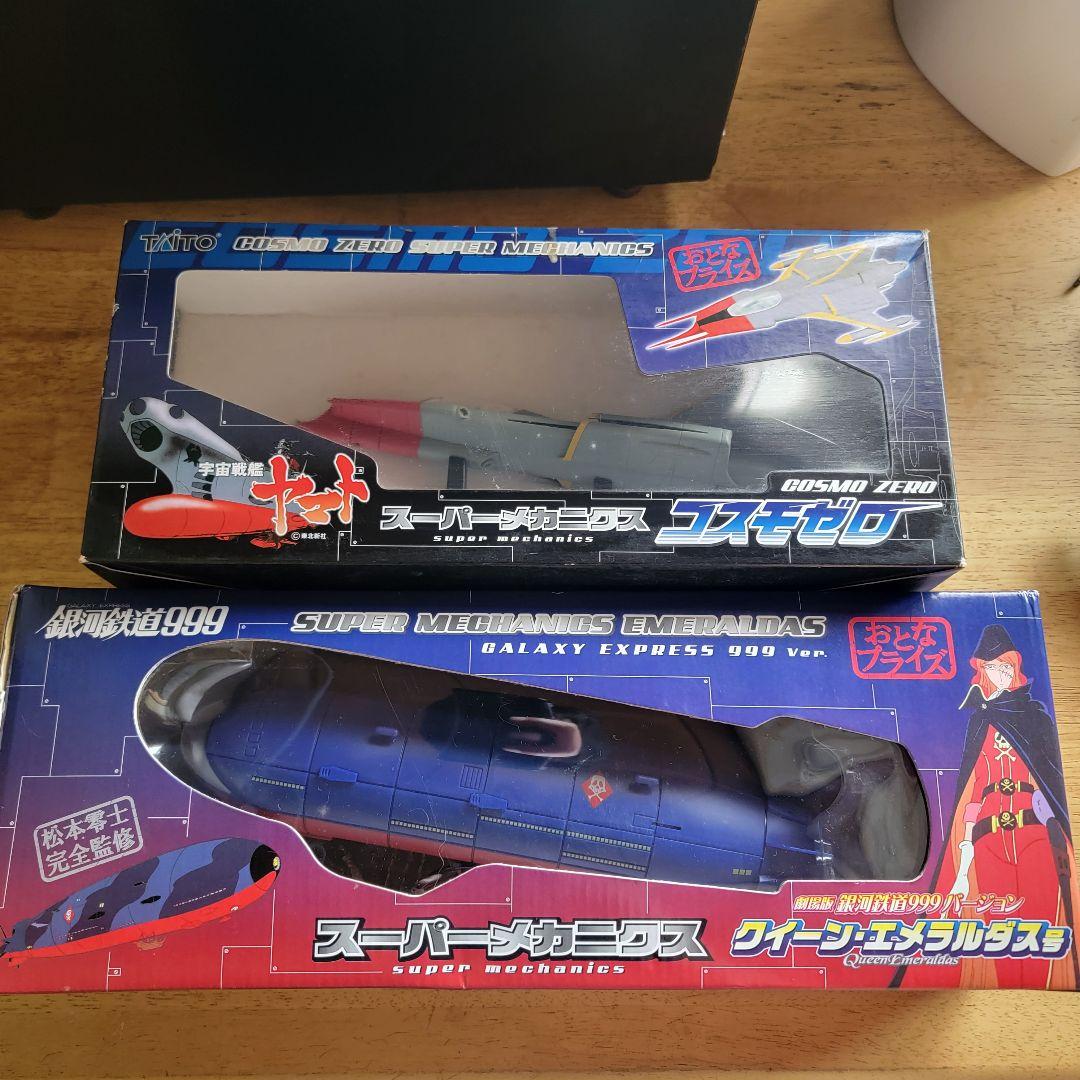 TAITO
COSMO ZERO SUPER MECHANICS
COSMO ZERO
おとな
プライズ
宇宙戦艦
ヤマト
©東北新社
スーパーメカニクス
super mechanics
COSMO ZERO
コスモゼロ
GALAXY EXPRESS
銀河鉄道999
SUPER MECHANICS EMERALDAS
GALAXY EXPRESS 999 Ver.
おとな
プライズ
松本零士
完全監修
スーパーメカニクス
super mechanics
劇場版 銀河鉄道999バージョン
クイーン・エメラルダス号
Queen Emeraldas